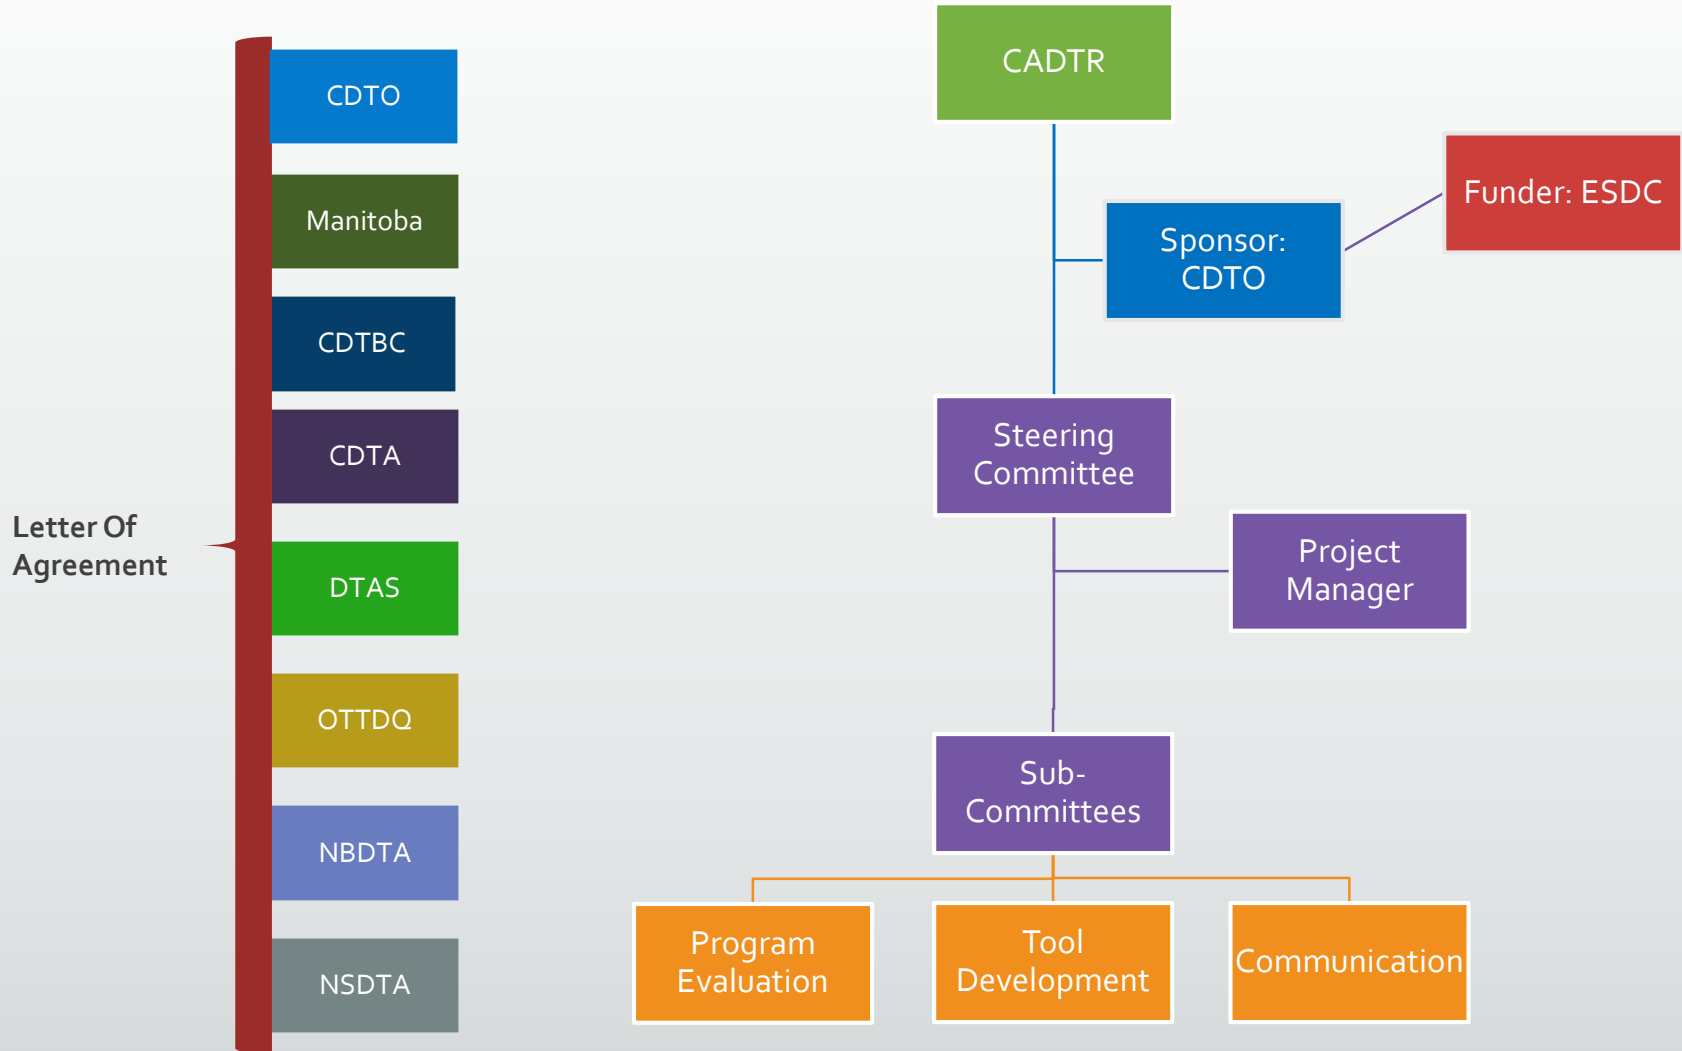 Letter Of
Agreement
CDTO
Manitoba
CDTBC
CDTA
DTAS
OTTDQ
NBDTA
NSDTA
CADTR
Sponsor:
CDTO
Funder: ESDC
Steering
Committee
Project
Manager
Sub-
Committees
Program
Evaluation
Tool
Development
Communication